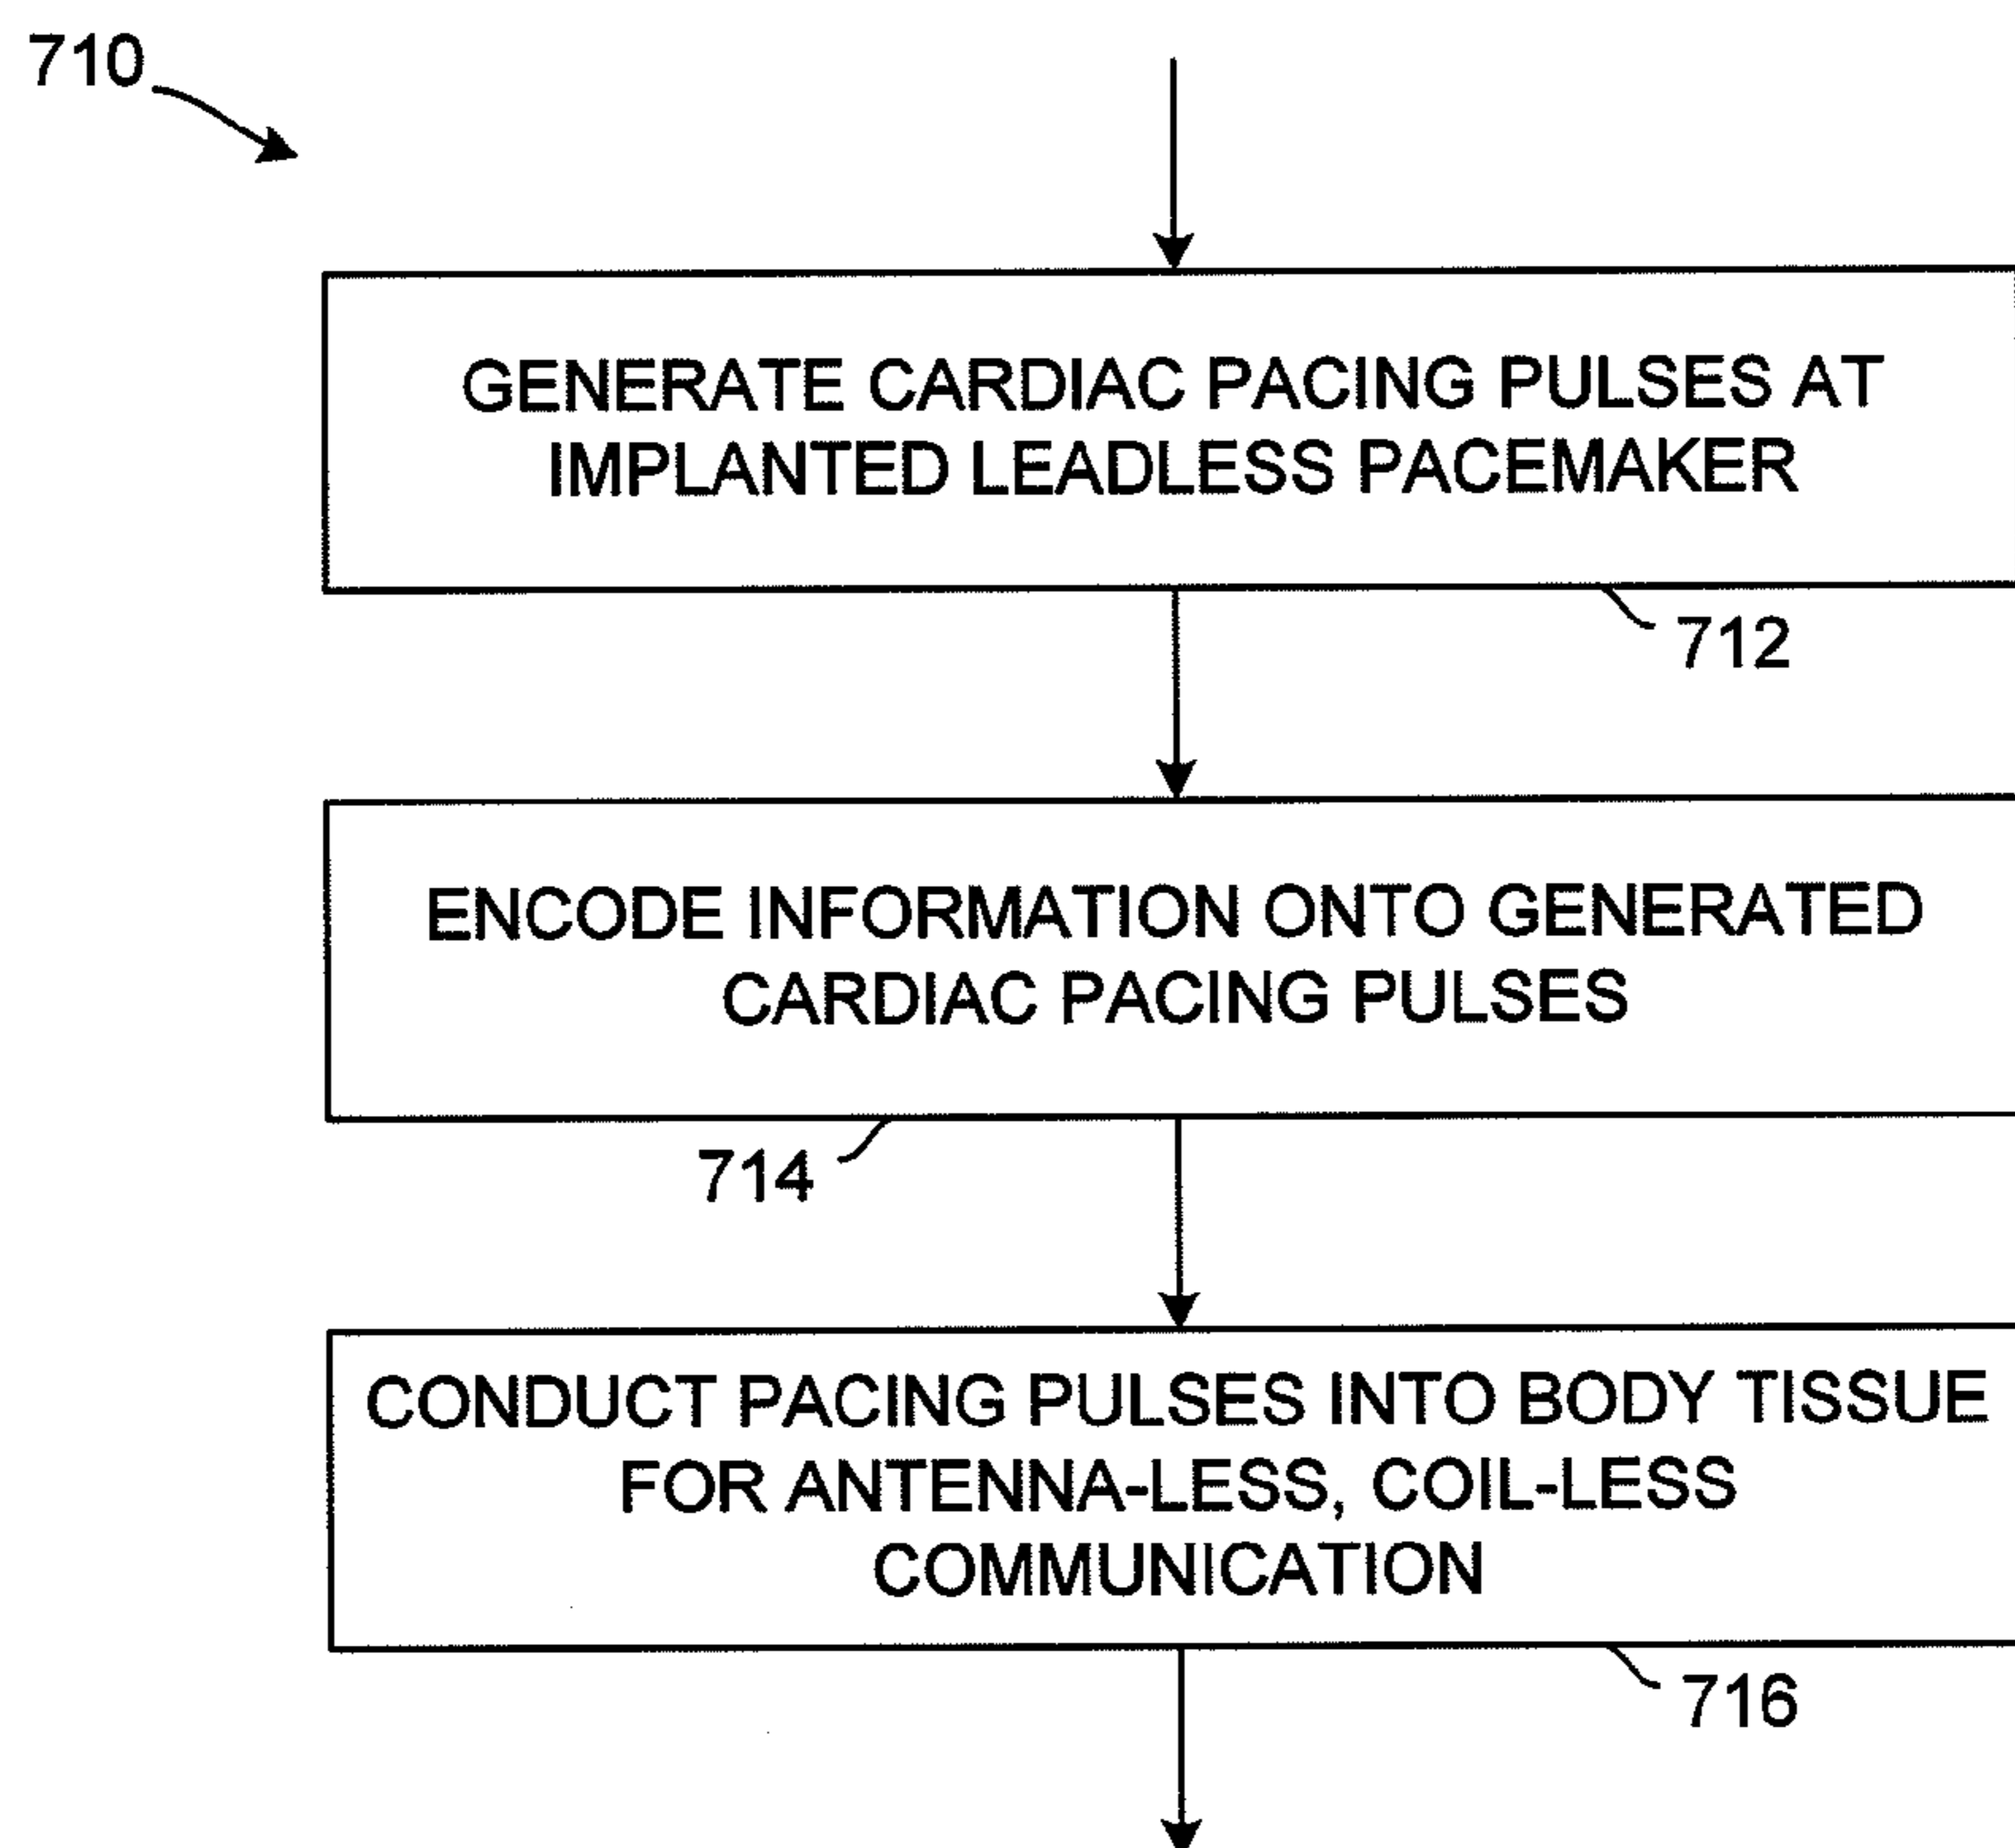 710
GENERATE CARDIAC PACING PULSES AT
IMPLANTED LEADLESS PACEMAKER
712
ENCODE INFORMATION ONTO GENERATED
CARDIAC PACING PULSES
714
CONDUCT PACING PULSES INTO BODY TISSUE
FOR ANTENNA-LESS, COIL-LESS
COMMUNICATION
716